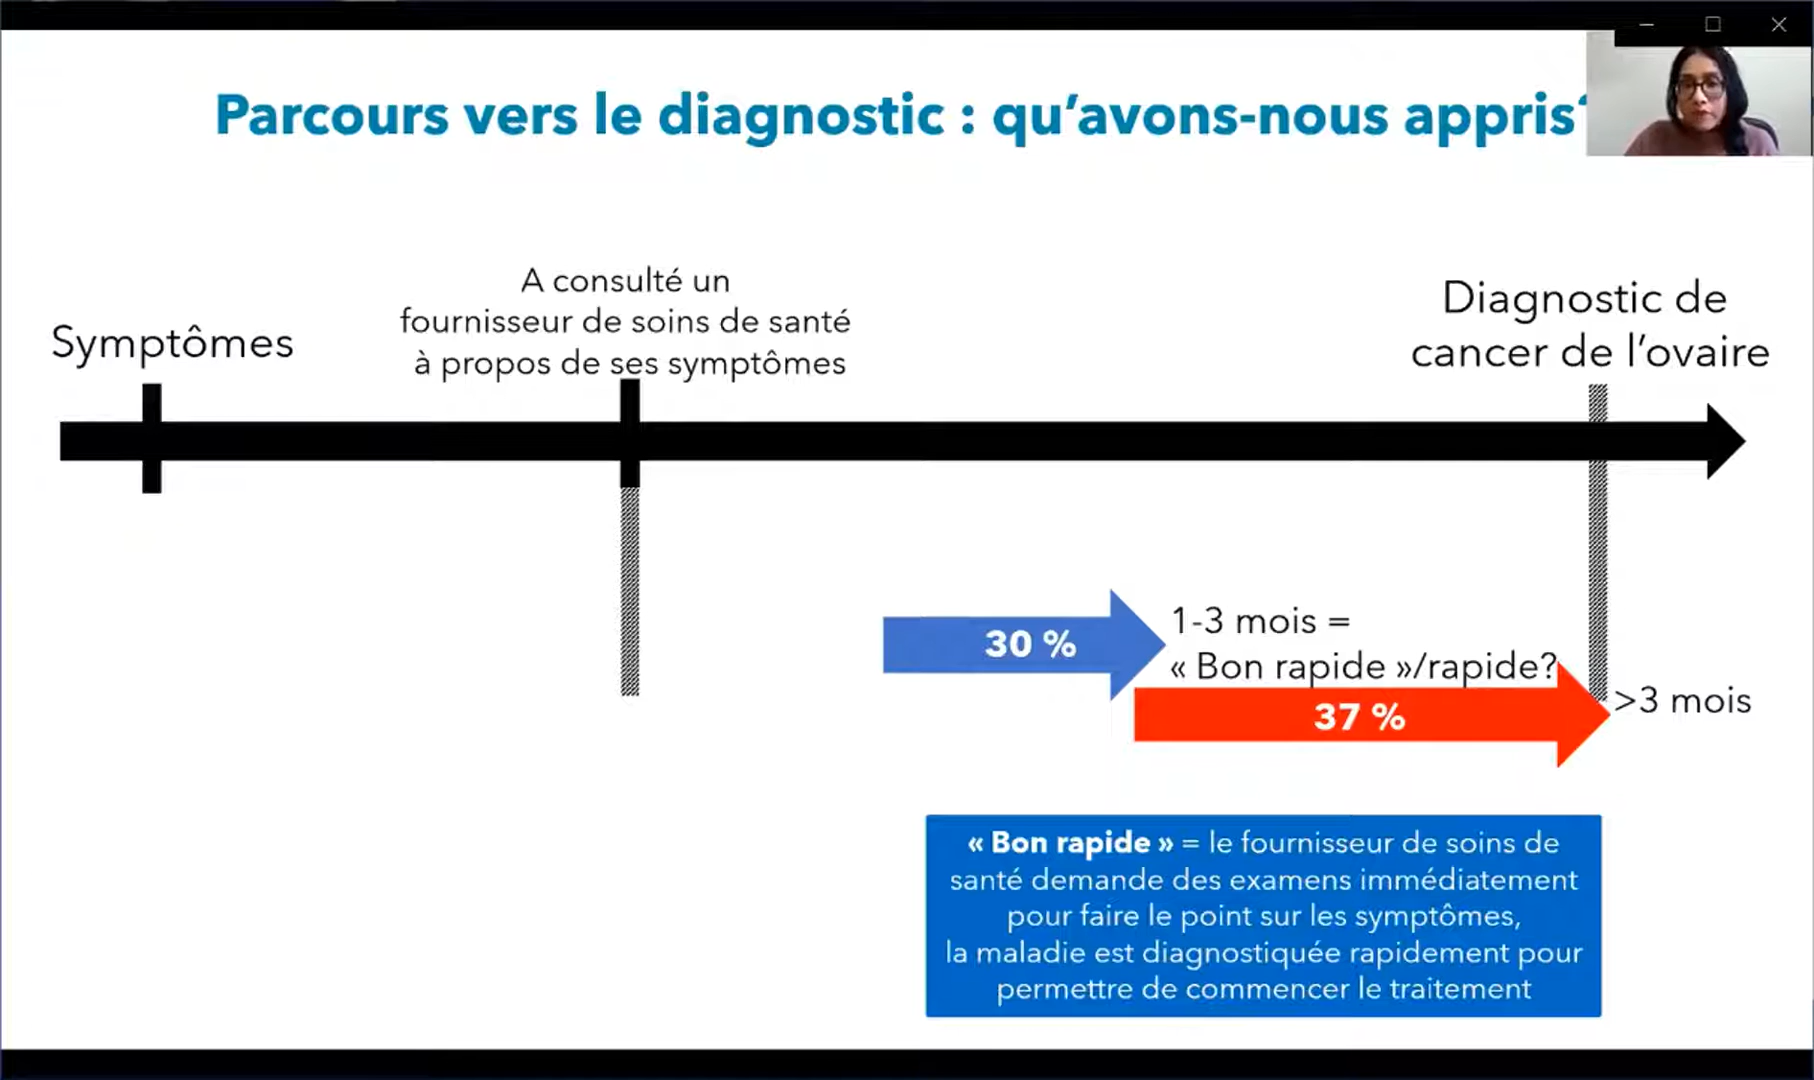 Parcours vers le diagnostic : qu’avons-nous appris?
Symptômes
A consulté un
fournisseur de soins de santé
à propos de ses symptômes
Diagnostic de
cancer de l’ovaire
30 %
1-3 mois =
« Bon rapide »/rapide?
37 %
>3 mois
« Bon rapide » = le fournisseur de soins de
santé demande des examens immédiatement
pour faire le point sur les symptômes,
la maladie est diagnostiquée rapidement pour
permettre de commencer le traitement